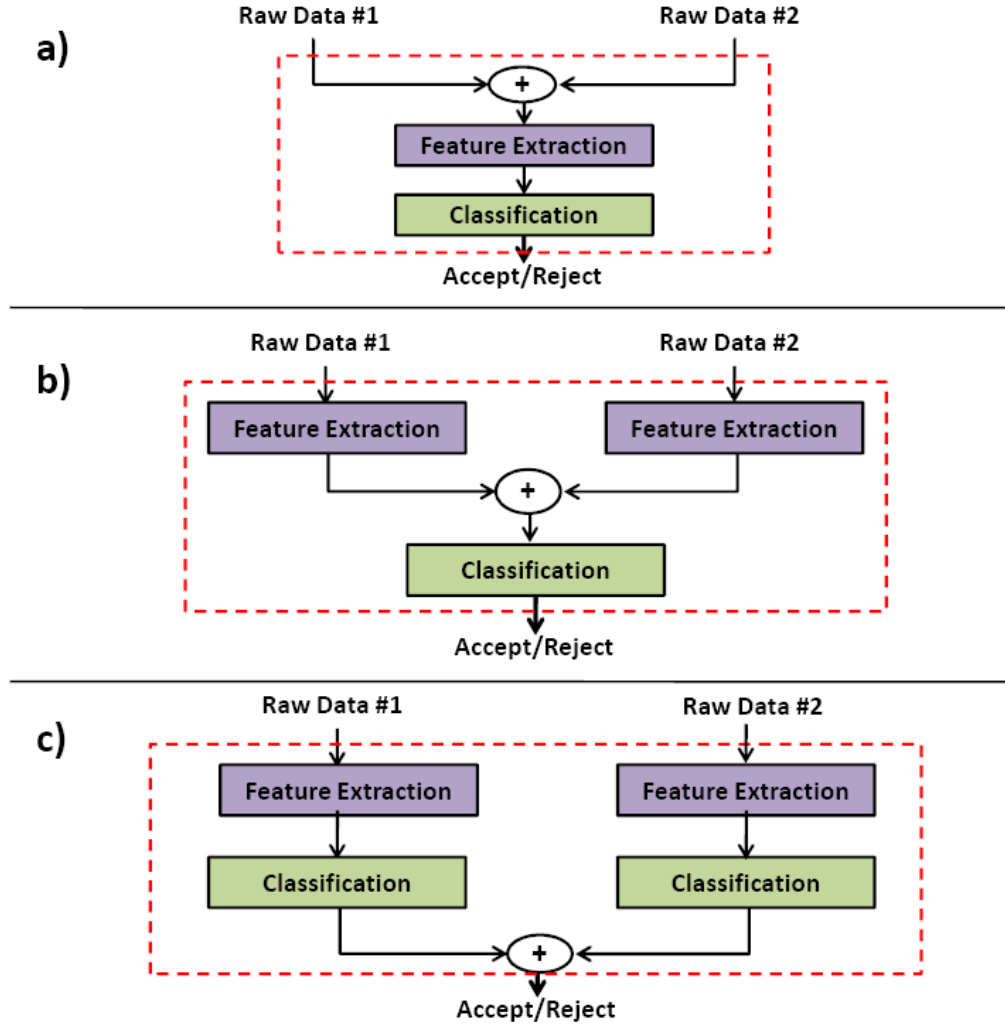 a)
Raw Data #1
Raw Data #2
+
Feature Extraction
Classification
Accept/Reject
b)
Raw Data #1
Raw Data #2
Feature Extraction
Feature Extraction
+
Classification
Accept/Reject
c)
Raw Data #1
Raw Data #2
Feature Extraction
Feature Extraction
Classification
Classification
+
Accept/Reject